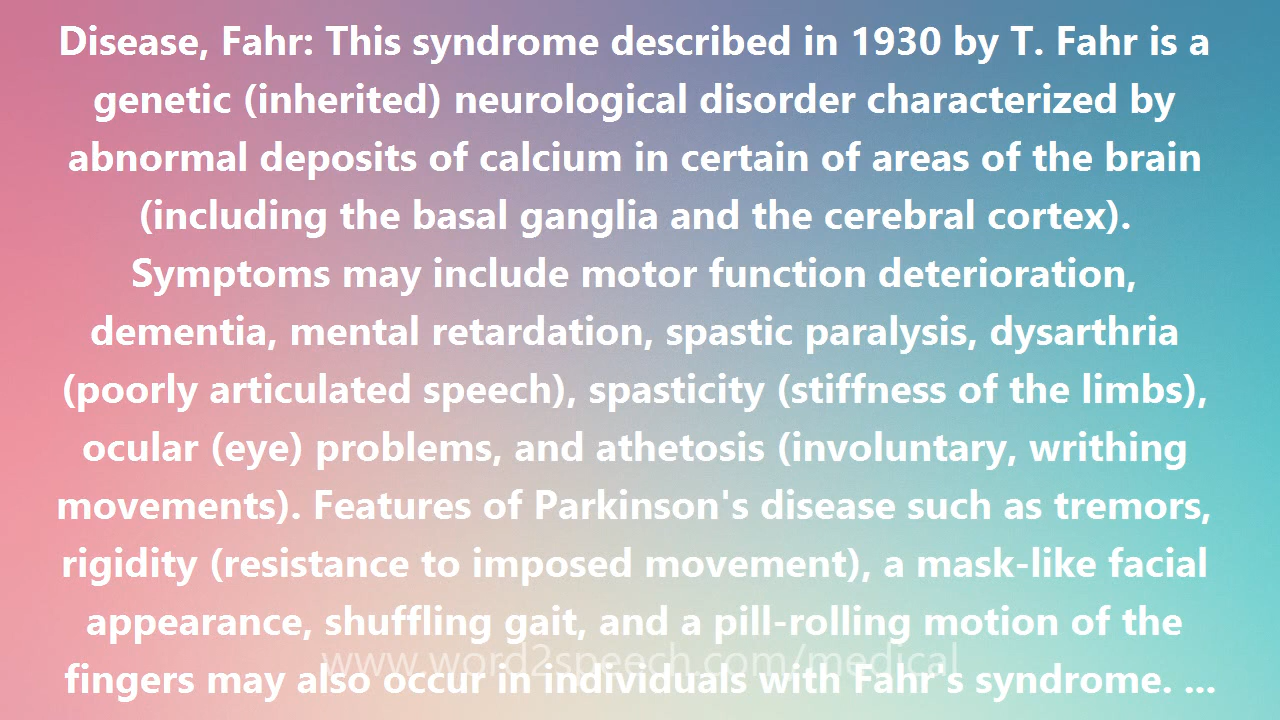 Disease, Fahr: This syndrome described in 1930 by T. Fahr is a
genetic (inherited) neurological disorder characterized by
abnormal deposits of calcium in certain of areas of the brain
(including the basal ganglia and the cerebral cortex).
Symptoms may include motor function deterioration,
dementia, mental retardation, spastic paralysis, dysarthria
(poorly articulated speech), spasticity (stiffness of the limbs),
ocular (eye) problems, and athetosis (involuntary, writhing
movements). Features of Parkinson's disease such as tremors,
rigidity (resistance to imposed movement), a mask-like facial
appearance, shuffling gait, and a pill-rolling motion of the
www.word2speech.com/medical
fingers may also occur in individuals with Fahr's syndrome. ...